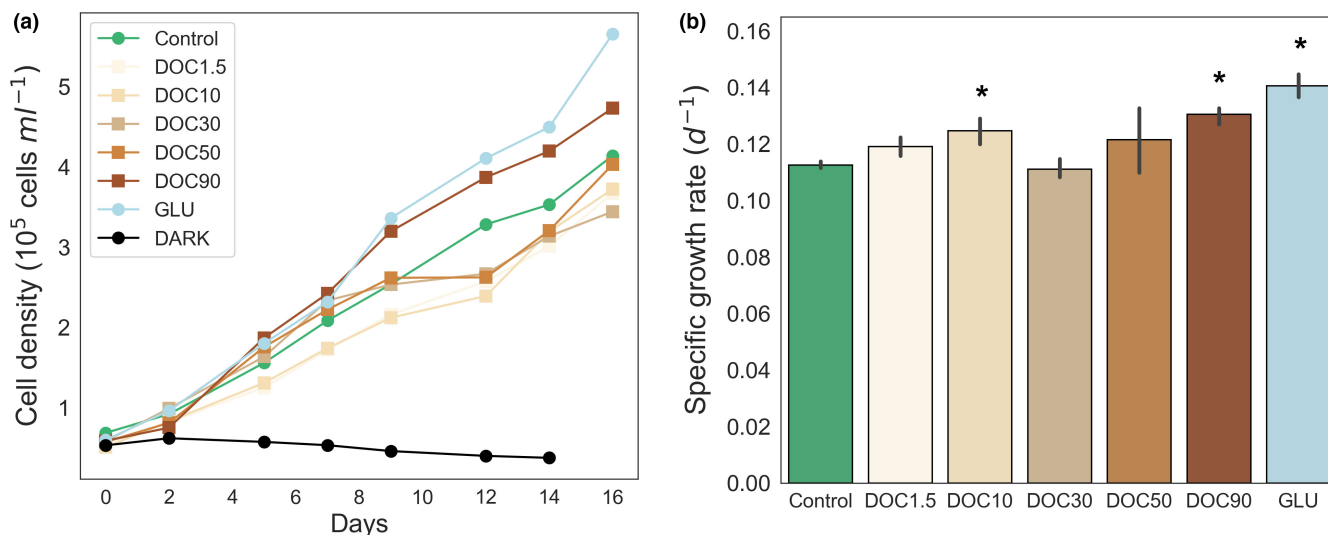 (a)
Cell density (10⁵ cells ml⁻¹)
5
4
3
2
1
Control
DOC1.5
DOC10
DOC30
DOC50
DOC90
GLU
DARK
0 2 4 6 8 10 12 14 16
Days
(b)
Specific growth rate (d⁻¹)
0.16
0.14
0.12
0.10
0.08
0.06
0.04
0.02
0.00
* * *
Control DOC1.5 DOC10 DOC30 DOC50 DOC90 GLU